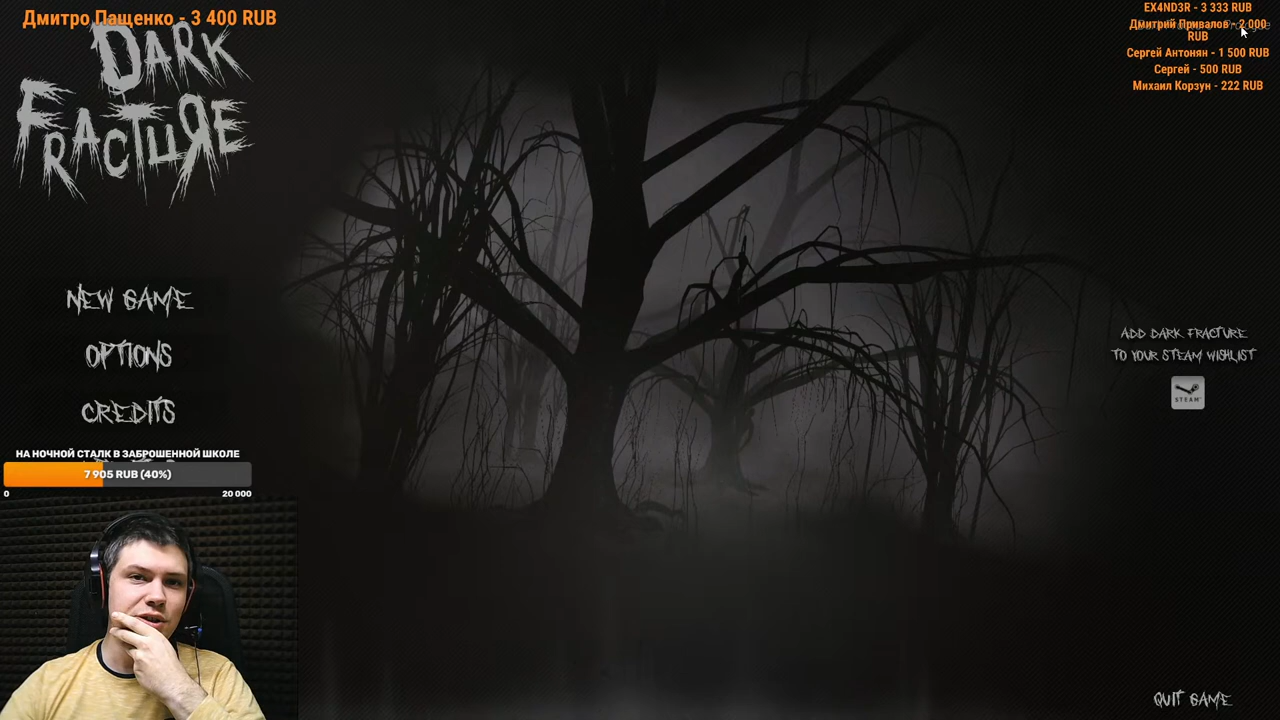 Дмитро Пащенко - 3 400 RUB
DARK
FRACTURE
NEW GAME
OPTIONS
CREDITS
НА НОЧНОЙ СТАЛК В ЗАБРОШЕННОЙ ШКОЛЕ
7 905 RUB (40%)
0
20 000
EX4ND3R - 3 333 RUB
Дмитрий Привалов - 2 000
RUB
Сергей Антонян - 1 500 RUB
Сергей - 500 RUB
Михаил Корзун - 222 RUB
ADD DARK FRACTURE
TO YOUR STEAM WISHLIST
STEAM
QUIT GAME